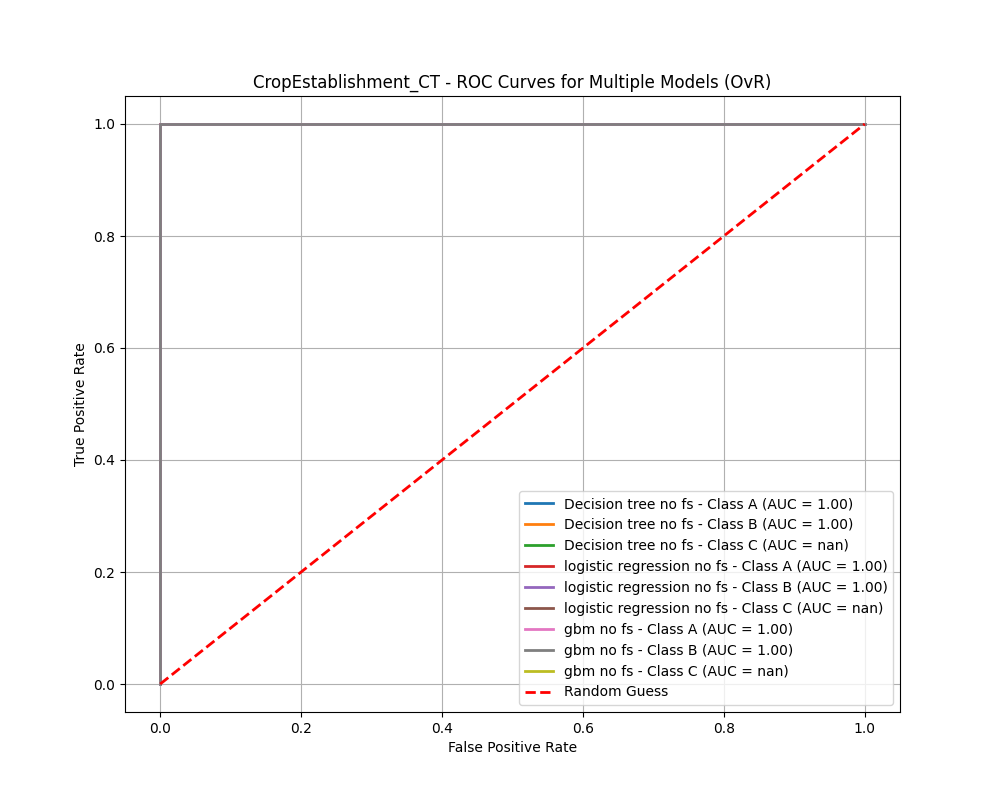 CropEstablishment_CT - ROC Curves for Multiple Models (OvR)
1.0
0.8
0.6
0.4
0.2
0.0
True Positive Rate
0.0 0.2 0.4 0.6 0.8 1.0
False Positive Rate
Decision tree no fs - Class A (AUC = 1.00)
Decision tree no fs - Class B (AUC = 1.00)
Decision tree no fs - Class C (AUC = nan)
logistic regression no fs - Class A (AUC = 1.00)
logistic regression no fs - Class B (AUC = 1.00)
logistic regression no fs - Class C (AUC = nan)
gbm no fs - Class A (AUC = 1.00)
gbm no fs - Class B (AUC = 1.00)
gbm no fs - Class C (AUC = nan)
Random Guess